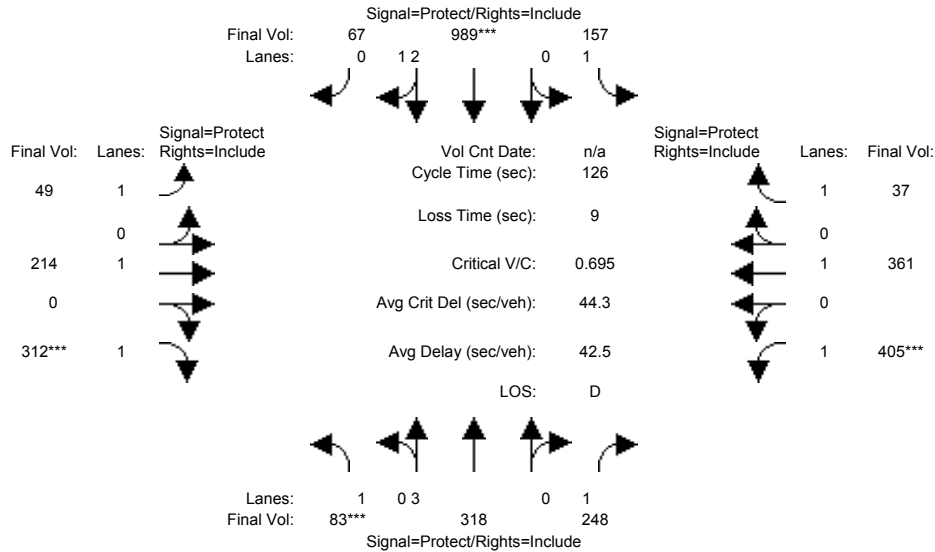 Signal=Protect/Rights=Include
Final Vol: 67 989*** 157
Lanes: 0 1 2 0 1
Signal=Protect
Final Vol: Lanes: Rights=Include
Vol Cnt Date: n/a
Signal=Protect
Rights=Include Lanes: Final Vol:
Cycle Time (sec): 126
49 1
1 37
Loss Time (sec): 9
0
0
214 1
Critical V/C: 0.695
1 361
0
Avg Crit Del (sec/veh): 44.3
0
312*** 1
Avg Delay (sec/veh): 42.5
1 405***
LOS: D
Lanes: 1 0 3 0 1
Final Vol: 83*** 318 248
Signal=Protect/Rights=Include